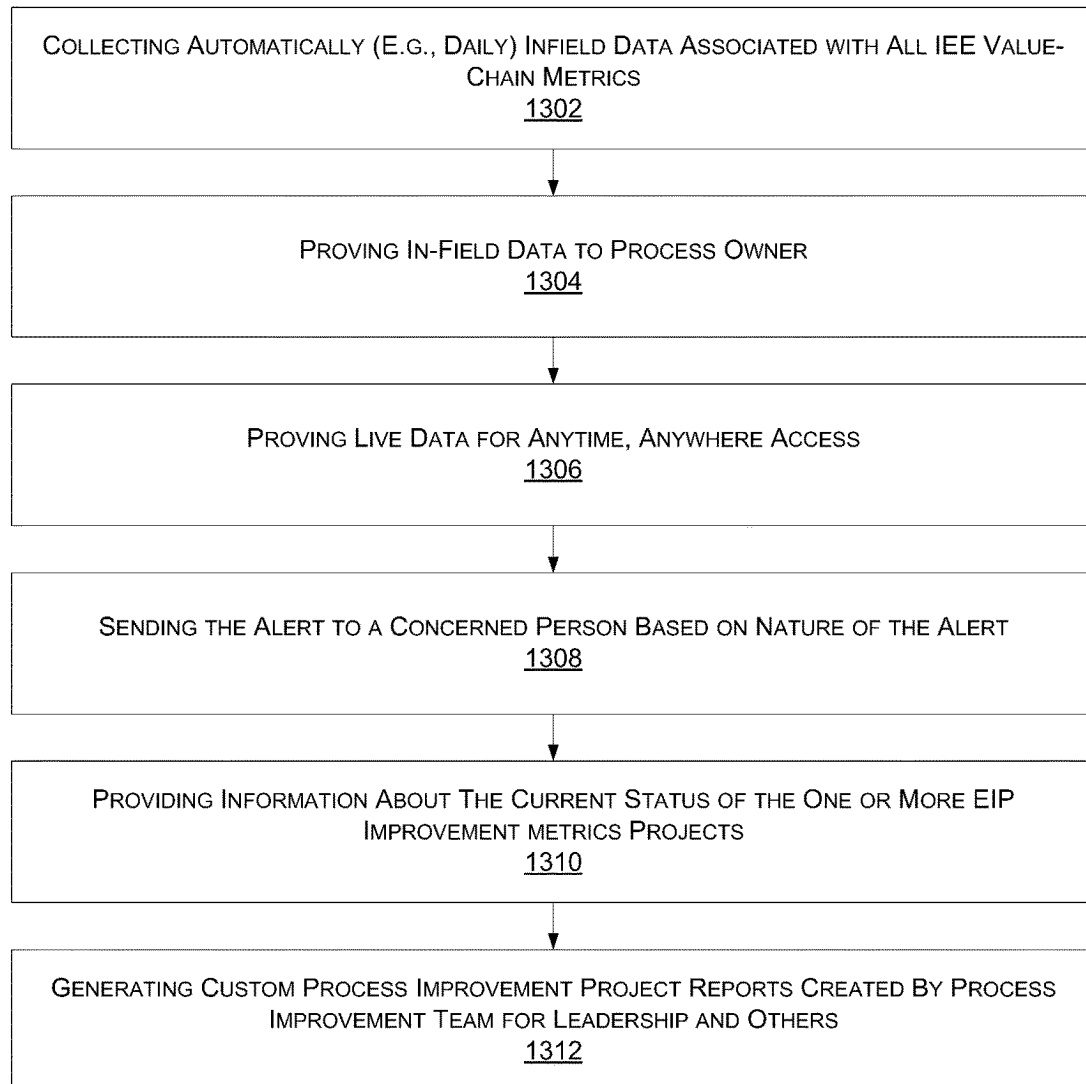 COLLECTING AUTOMATICALLY (E.G., DAILY) INFIELD DATA ASSOCIATED WITH ALL IEE VALUE-
CHAIN METRICS
1302
PROVING IN-FIELD DATA TO PROCESS OWNER
1304
PROVING LIVE DATA FOR ANYTIME, ANYWHERE ACCESS
1306
SENDING THE ALERT TO A CONCERNED PERSON BASED ON NATURE OF THE ALERT
1308
PROVIDING INFORMATION ABOUT THE CURRENT STATUS OF THE ONE OR MORE EIP
IMPROVEMENT METRICS PROJECTS
1310
GENERATING CUSTOM PROCESS IMPROVEMENT PROJECT REPORTS CREATED BY PROCESS
IMPROVEMENT TEAM FOR LEADERSHIP AND OTHERS
1312